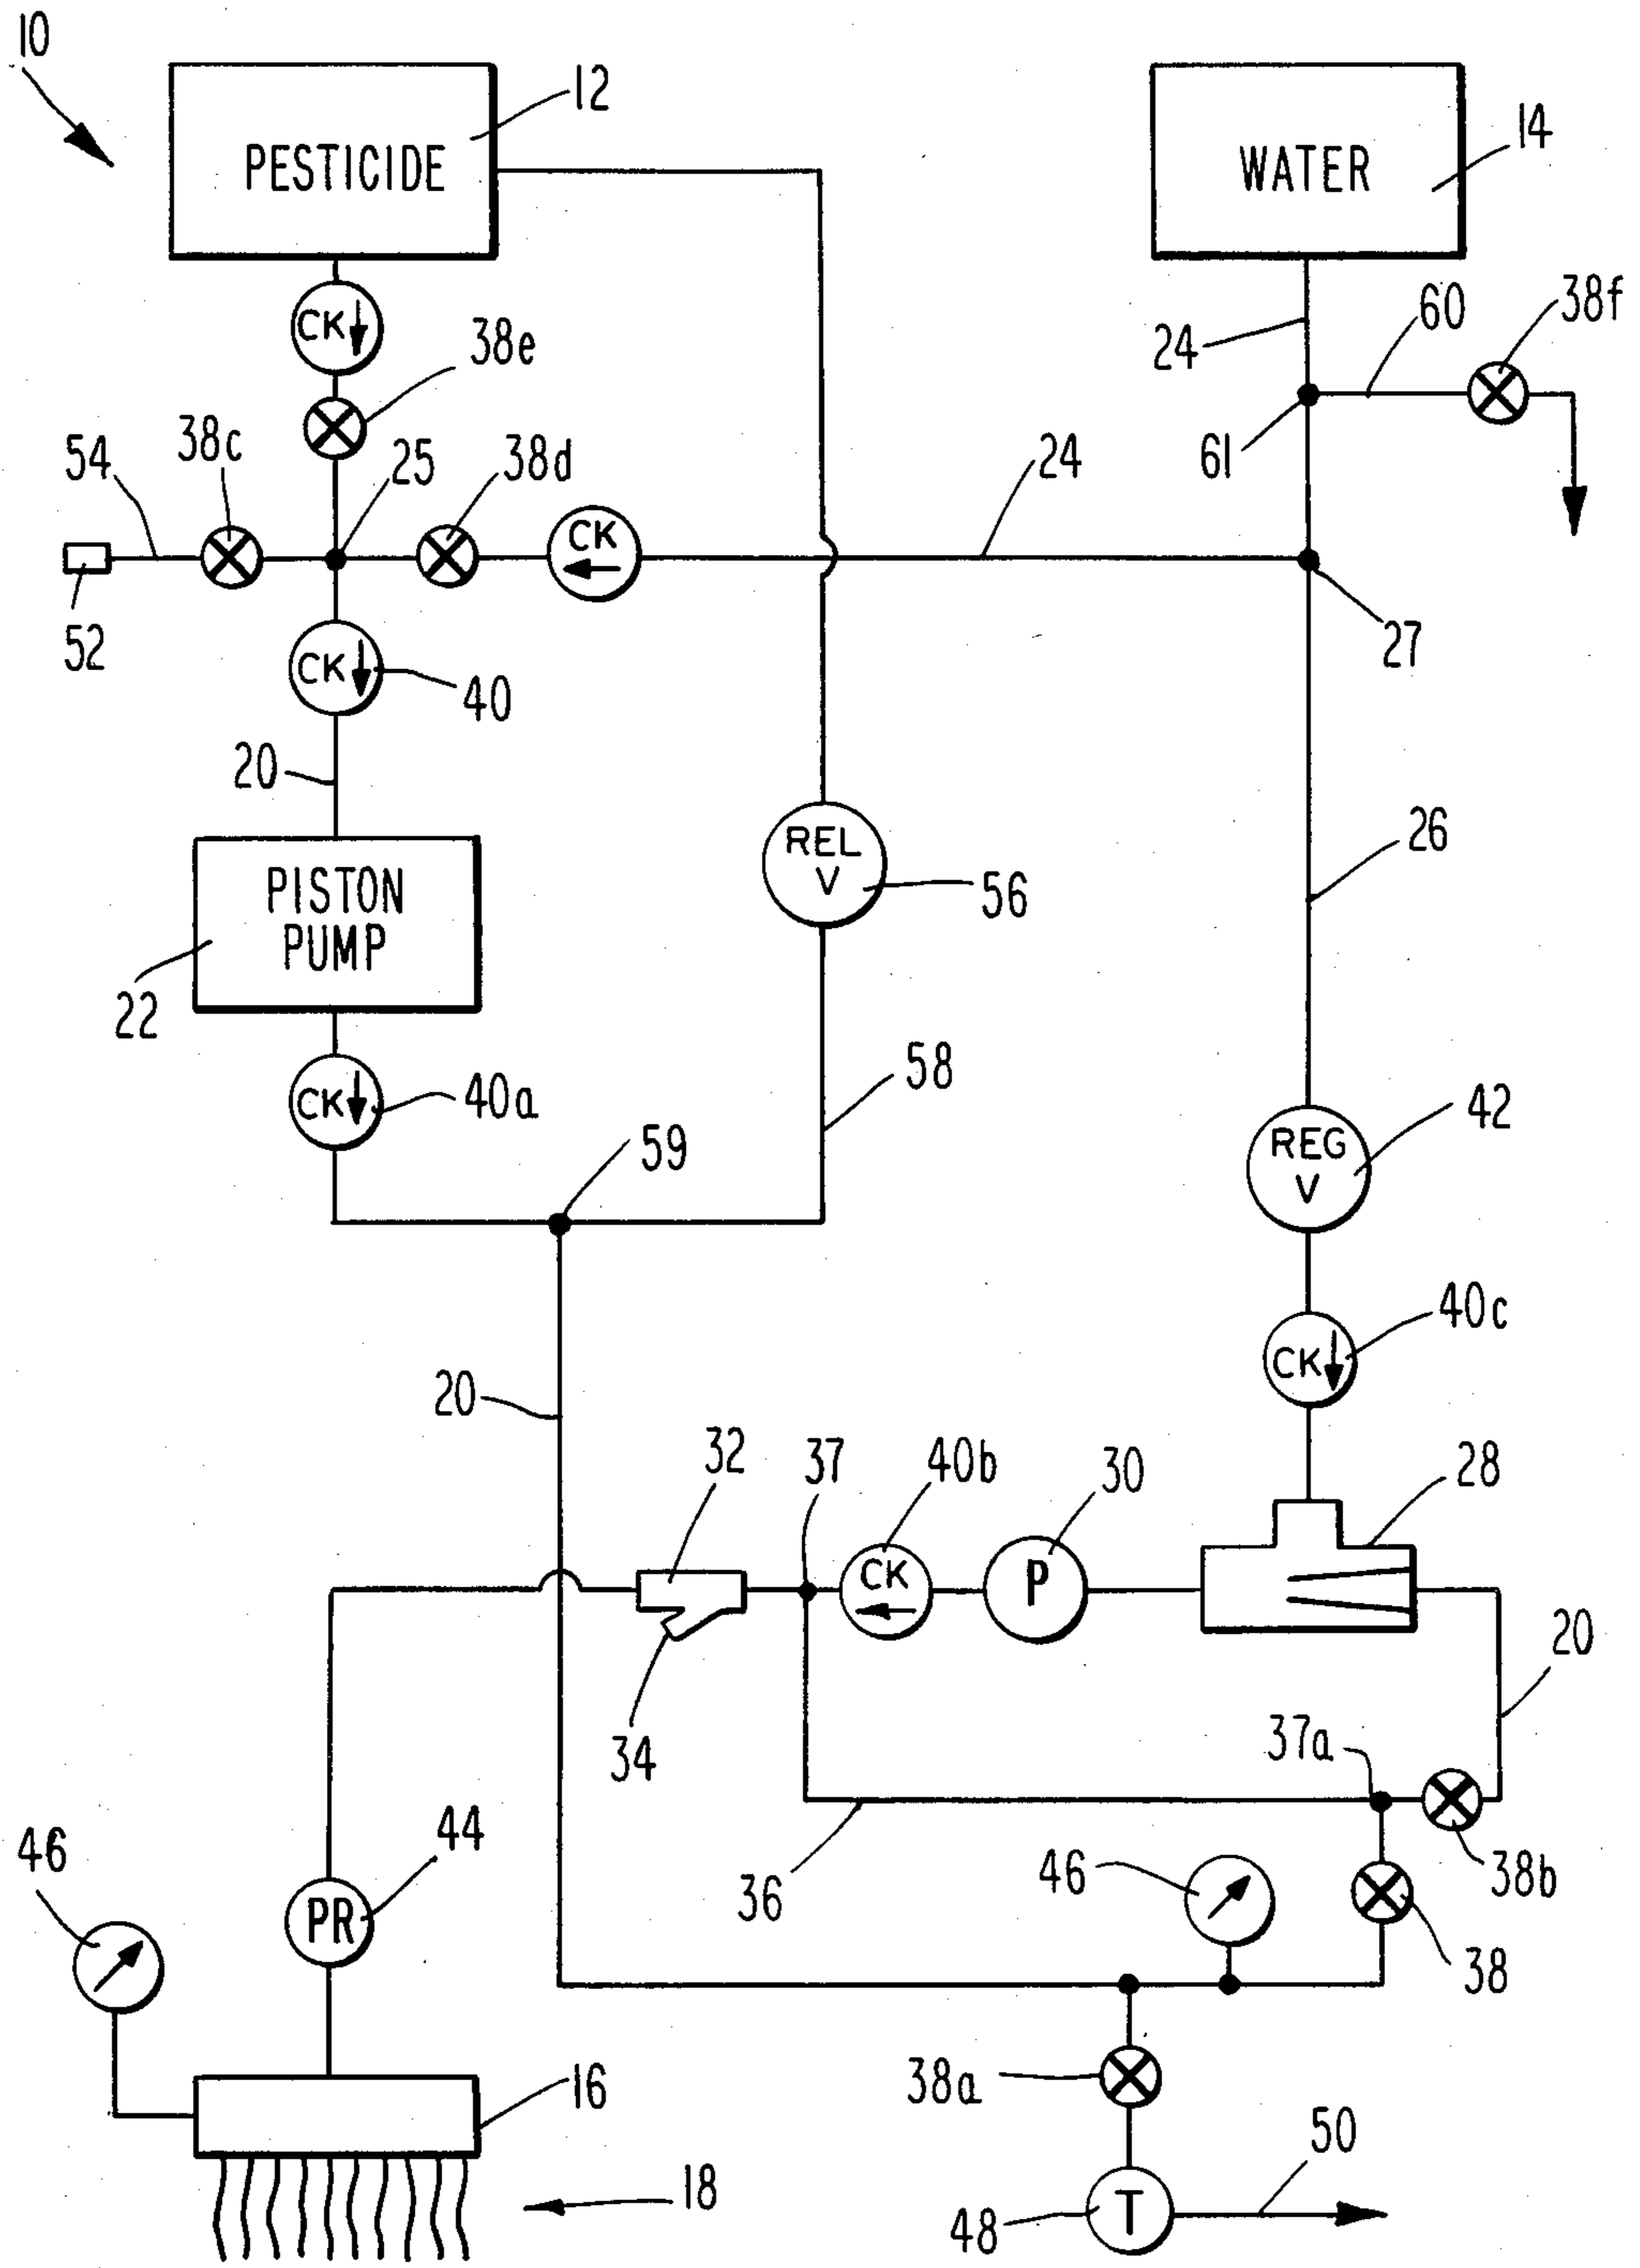 10
PESTICIDE
12
WATER
14
CK
38e
24
60
38f
54
38c
25
38d
CK
24
61
52
CK
40
27
20
PISTON
PUMP
22
REL
V
56
26
CK
40a
58
59
REG
V
42
CK
40c
20
32
37
40b
CK
30
P
28
34
20
37a
36
38b
46
44
PR
46
38
16
38a
18
48
T
50